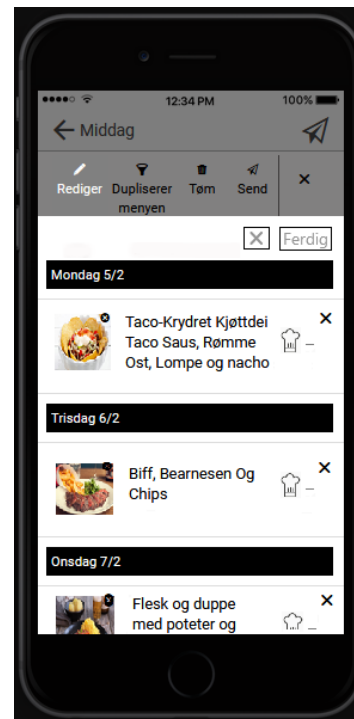 12:34 PM
100%
Middag
Rediger
Dupliserer
menyen
Tøm
Send
Ferdig
Mondag 5/2
Taco-Krydret Kjøttdei
Taco Saus, Rømme
Ost, Lompe og nacho
Trisdag 6/2
Biff, Bearnesen Og
Chips
Onsdag 7/2
Flesk og duppe
med poteter og